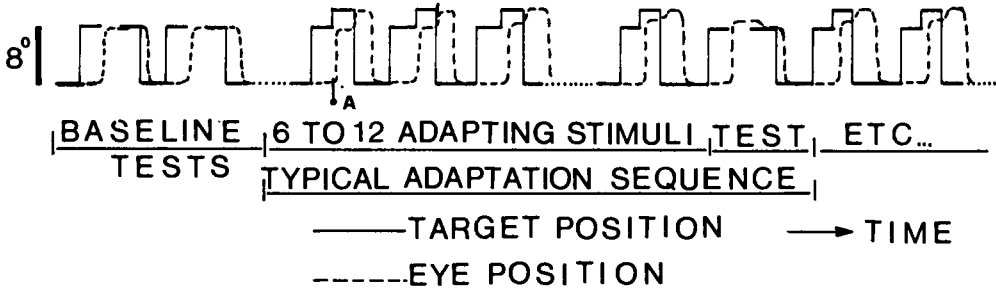 8°
A
BASELINE TESTS
6 TO 12 ADAPTING STIMULI
TEST
ETC...
TYPICAL ADAPTATION SEQUENCE
TARGET POSITION
TIME
EYE POSITION